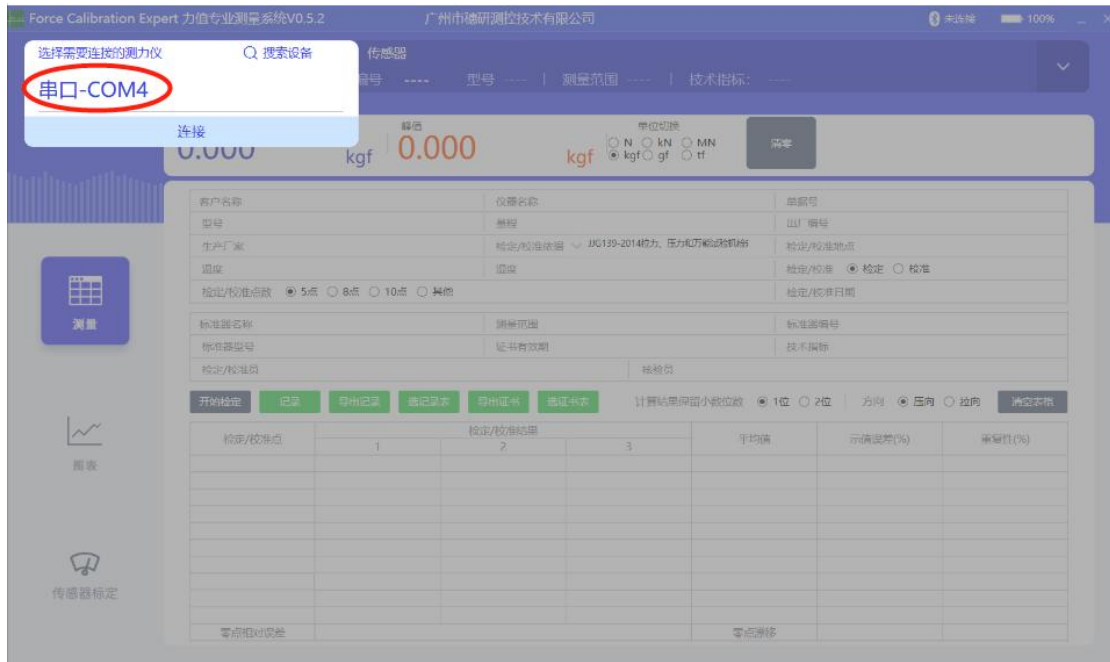 Force Calibration Expert 力值专业测量系统V0.5.2 广州市穗研测控技术有限公司 未连接 100%
选择需要连接的测力仪 搜索设备 传感器
串口-COM4 编号 ---- 型号 ---- | 测量范围 ---- | 技术指标: ----
连接 峰值 单位切换
0.000 kgf 0.000 kgf N kN MN 清零
kgf gf tf
客户名称 仪器名称 单据号
型号 量程 出厂编号
生产厂家 检定/校准依据 JJG139-2014拉力、压力和万能试验机检 检定/校准地点
温度 湿度 检定/校准 检定 校准
检定/校准点数 5点 8点 10点 其他 检定/校准日期
标准器名称 测量范围 标准器编号
标准器型号 证书有效期 技术指标
检定/校准员 核验员
测量
开始检定 记录 导出记录 选记录表 导出证书 选证书表 计算结果保留小数位数 1位 2位 方向 压向 拉向 清空表格
检定/校准点 检定/校准结果 平均值 示值误差(%) 重复性(%)
1 2 3
图表
传感器标定
零点相对误差 零点漂移